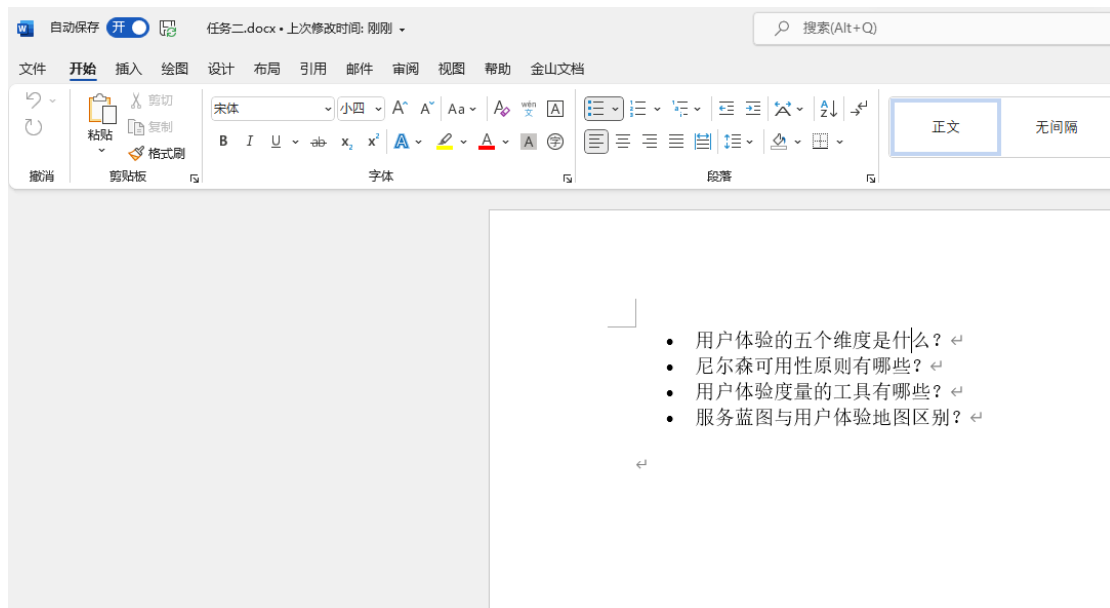 自动保存 开 任务二.docx • 上次修改时间: 刚刚
搜索(Alt+Q)
文件 开始 插入 绘图 设计 布局 引用 邮件 审阅 视图 帮助 金山文档
剪切
复制
粘贴
格式刷
宋体 小四 A A Aa A wén 文 A
B I U ab x₂ x² A A A 字
A Z
正文 无间隔
撤消 剪贴板 字体 段落
• 用户体验的五个维度是什么？
• 尼尔森可用性原则有哪些？
• 用户体验度量的工具有哪些？
• 服务蓝图与用户体验地图区别？